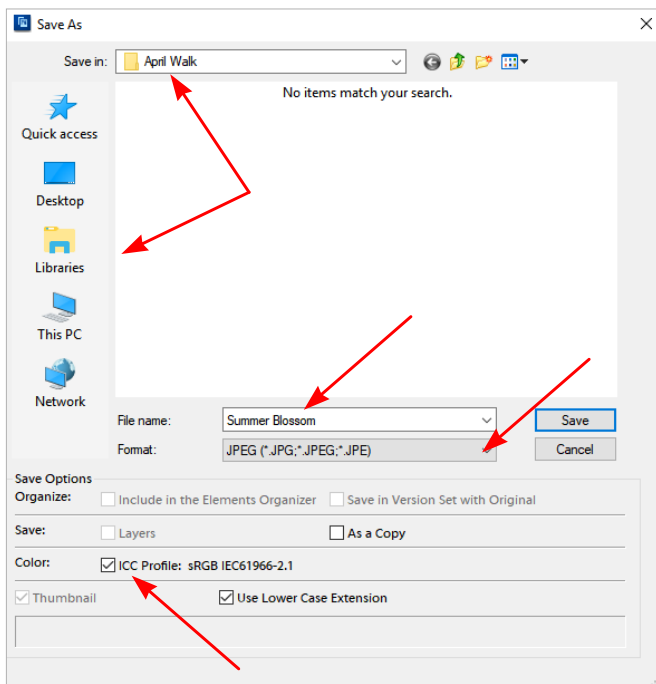 Save As
Save in: April Walk
No items match your search.
Quick access
Desktop
Libraries
This PC
Network
File name: Summer Blossom Save
Format: JPEG (*.JPG;*.JPEG;*.JPE) Cancel
Save Options
Organize: Include in the Elements Organizer Save in Version Set with Original
Save: Layers As a Copy
Color: ICC Profile: sRGB IEC61966-2.1
Thumbnail Use Lower Case Extension